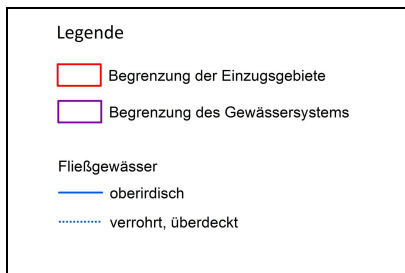 Legende
Begrenzung der Einzugsgebiete
Begrenzung des Gewässersystems
Fließgewässer
oberirdisch
verrohrt, überdeckt